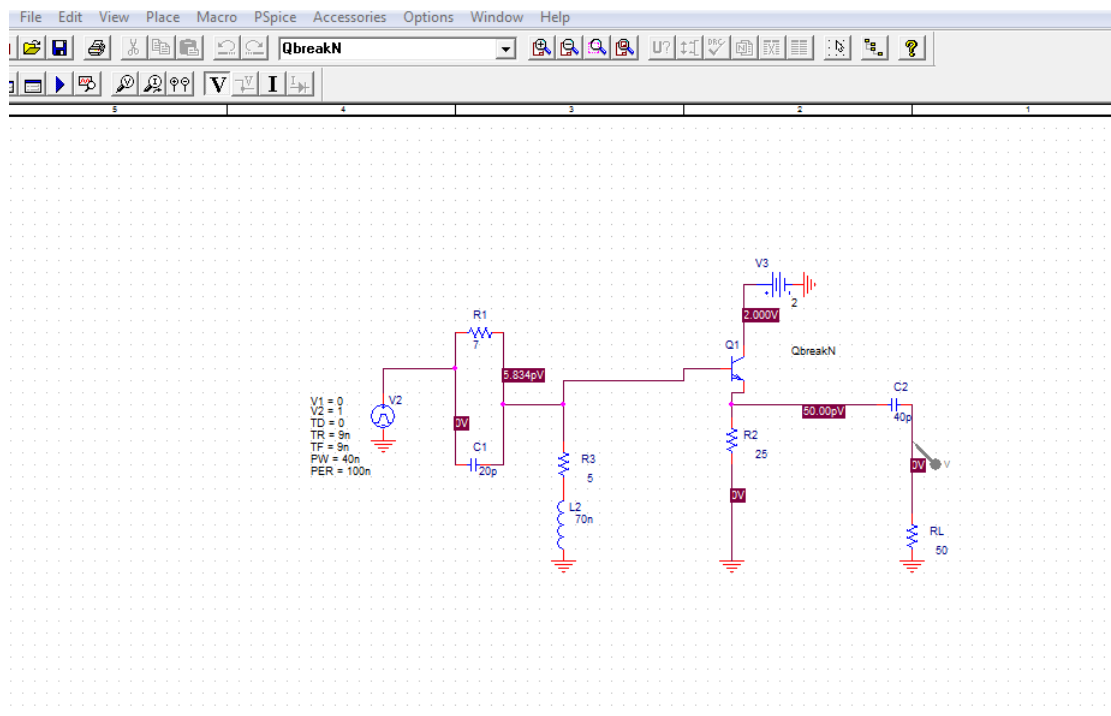 File Edit View Place Macro PSpice Accessories Options Window Help
QbreakN
U?
DRC
V I
5 4 3 2 1
V3
2
2.000V
R1
7
Q1
QbreakN
5.834pV
V1 = 0
V2 = 1
TD = 0
TR = 9n
TF = 9n
PW = 40n
PER = 100n
V2
0V
C1
20p
R3
5
L2
70n
50.00pV
R2
25
0V
C2
40p
0V
V
RL
50